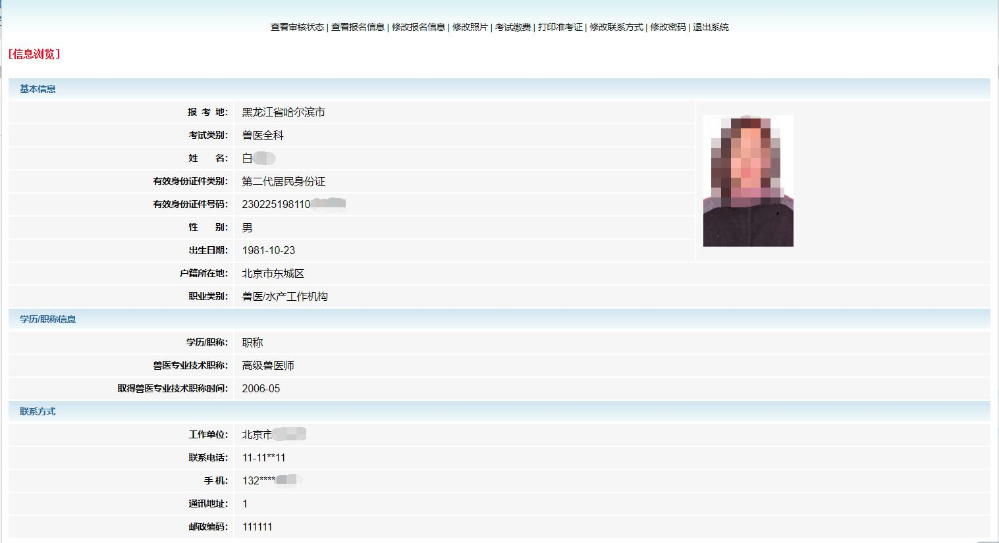 查看审核状态 | 查看报名信息 | 修改报名信息 | 修改照片 | 考试缴费 | 打印准考证 | 修改联系方式 | 修改密码 | 退出系统
[信息浏览]
基本信息
报 考 地: 黑龙江省哈尔滨市
考试类别: 兽医全科
姓 名: 白
有效身份证件类别: 第二代居民身份证
有效身份证件号码: 230225198110
性 别: 男
出生日期: 1981-10-23
户籍所在地: 北京市东城区
职业类别: 兽医/水产工作机构
学历/职称信息
学历/职称: 职称
兽医专业技术职称: 高级兽医师
取得兽医专业技术职称时间: 2006-05
联系方式
工作单位: 北京市
联系电话: 11-11**11
手 机: 132****
通讯地址: 1
邮政编码: 111111